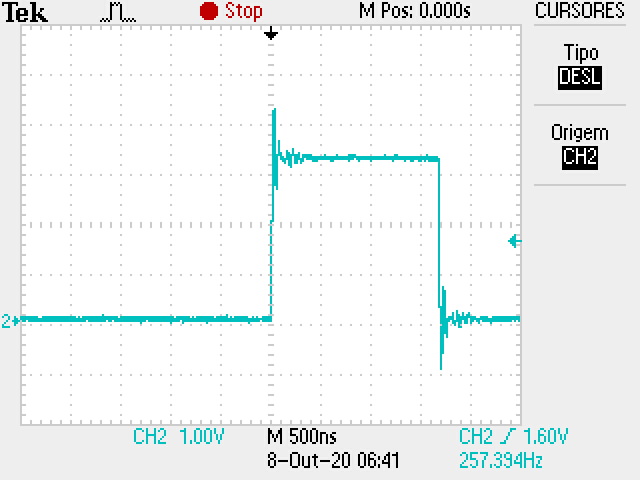 Tek Stop M Pos: 0.000s CURSORES
Tipo
DESL
Origem
CH2
2
CH2 1.00V M 500ns CH2 1.60V
8-Out-20 06:41 257.394Hz